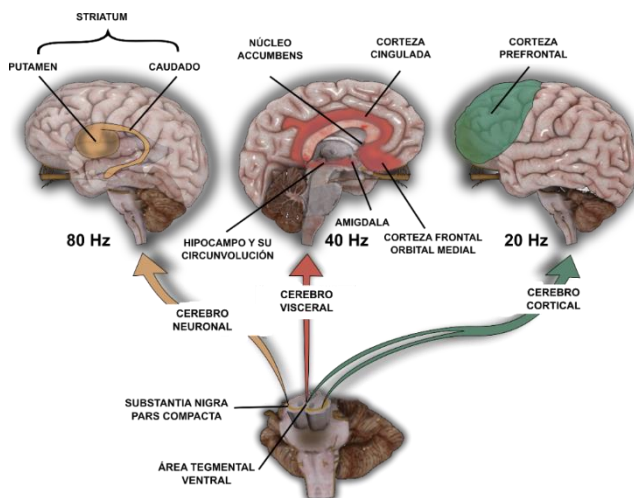 STRIATUM
PUTAMEN
CAUDADO
NÚCLEO
ACCUMBENS
CORTEZA
CINGULADA
CORTEZA
PREFRONTAL
80 Hz
HIPOCAMPO Y SU
CIRCUNVOLUCIÓN
40 Hz
AMIGDALA
CORTEZA FRONTAL
ORBITAL MEDIAL
20 Hz
CEREBRO
NEURONAL
CEREBRO
VISCERAL
CEREBRO
CORTICAL
SUBSTANTIA NIGRA
PARS COMPACTA
ÁREA TEGMENTAL
VENTRAL